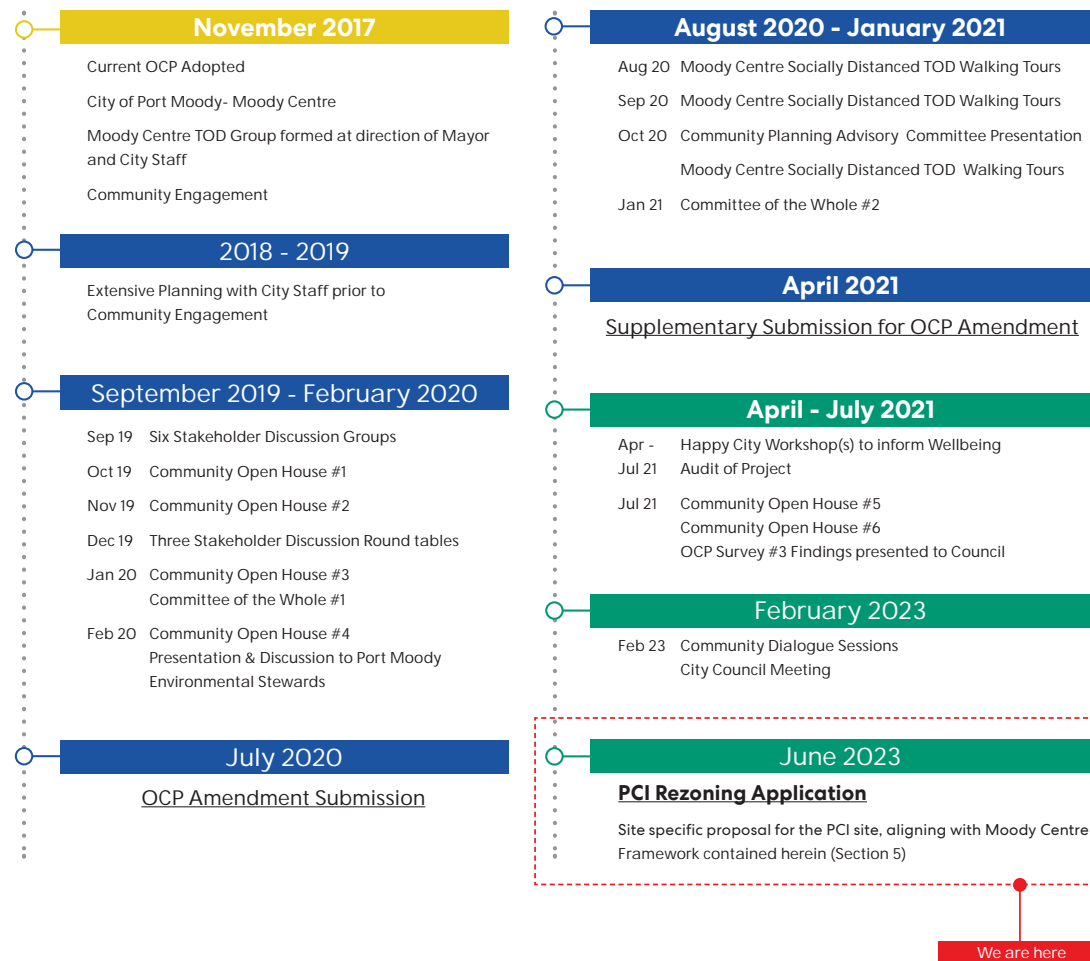 November 2017
Current OCP Adopted
City of Port Moody- Moody Centre
Moody Centre TOD Group formed at direction of Mayor
and City Staff
Community Engagement
2018 - 2019
Extensive Planning with City Staff prior to
Community Engagement
September 2019 - February 2020
Sep 19 Six Stakeholder Discussion Groups
Oct 19 Community Open House #1
Nov 19 Community Open House #2
Dec 19 Three Stakeholder Discussion Round tables
Jan 20 Community Open House #3
Committee of the Whole #1
Feb 20 Community Open House #4
Presentation & Discussion to Port Moody
Environmental Stewards
July 2020
OCP Amendment Submission
August 2020 - January 2021
Aug 20 Moody Centre Socially Distanced TOD Walking Tours
Sep 20 Moody Centre Socially Distanced TOD Walking Tours
Oct 20 Community Planning Advisory Committee Presentation
Moody Centre Socially Distanced TOD Walking Tours
Jan 21 Committee of the Whole #2
April 2021
Supplementary Submission for OCP Amendment
April - July 2021
Apr - Happy City Workshop(s) to inform Wellbeing
Jul 21 Audit of Project
Jul 21 Community Open House #5
Community Open House #6
OCP Survey #3 Findings presented to Council
February 2023
Feb 23 Community Dialogue Sessions
City Council Meeting
June 2023
PCI Rezoning Application
Site specific proposal for the PCI site, aligning with Moody Centre
Framework contained herein (Section 5)
We are here